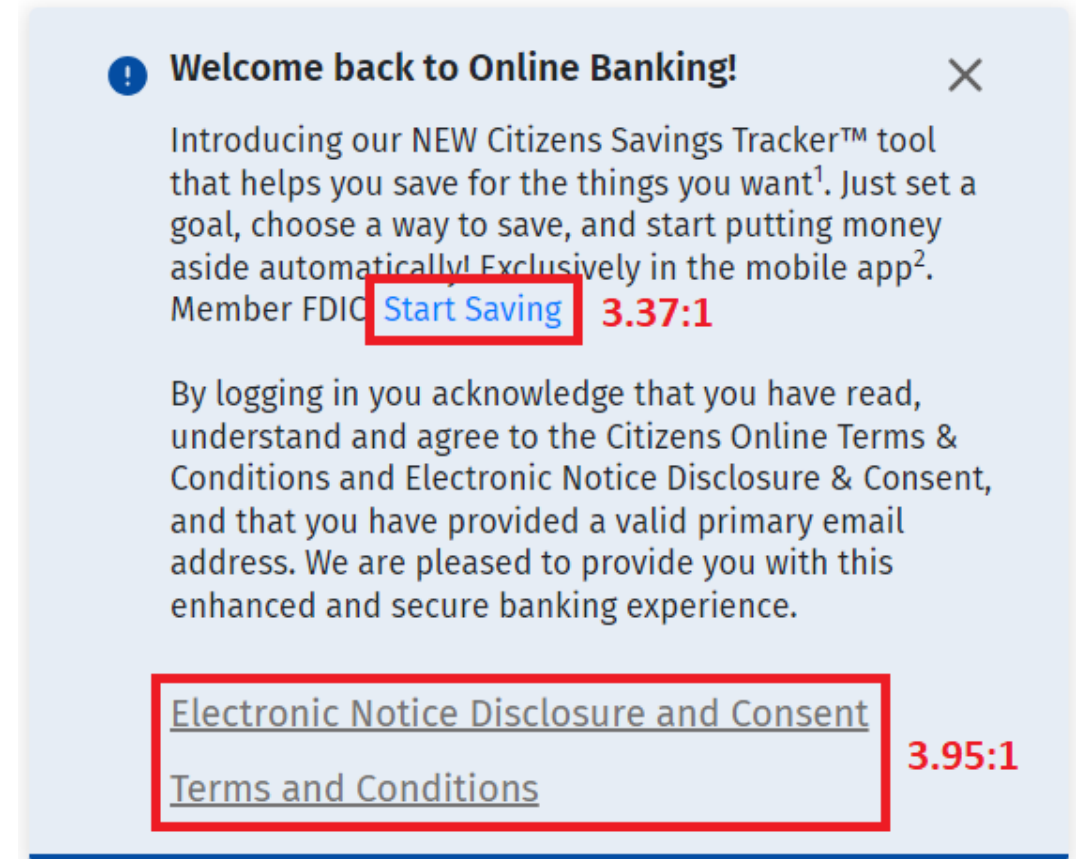 Welcome back to Online Banking!
Introducing our NEW Citizens Savings Tracker™ tool
that helps you save for the things you want¹. Just set a
goal, choose a way to save, and start putting money
aside automatically! Exclusively in the mobile app².
Member FDIC Start Saving 3.37:1
By logging in you acknowledge that you have read,
understand and agree to the Citizens Online Terms &
Conditions and Electronic Notice Disclosure & Consent,
and that you have provided a valid primary email
address. We are pleased to provide you with this
enhanced and secure banking experience.
Electronic Notice Disclosure and Consent
3.95:1
Terms and Conditions